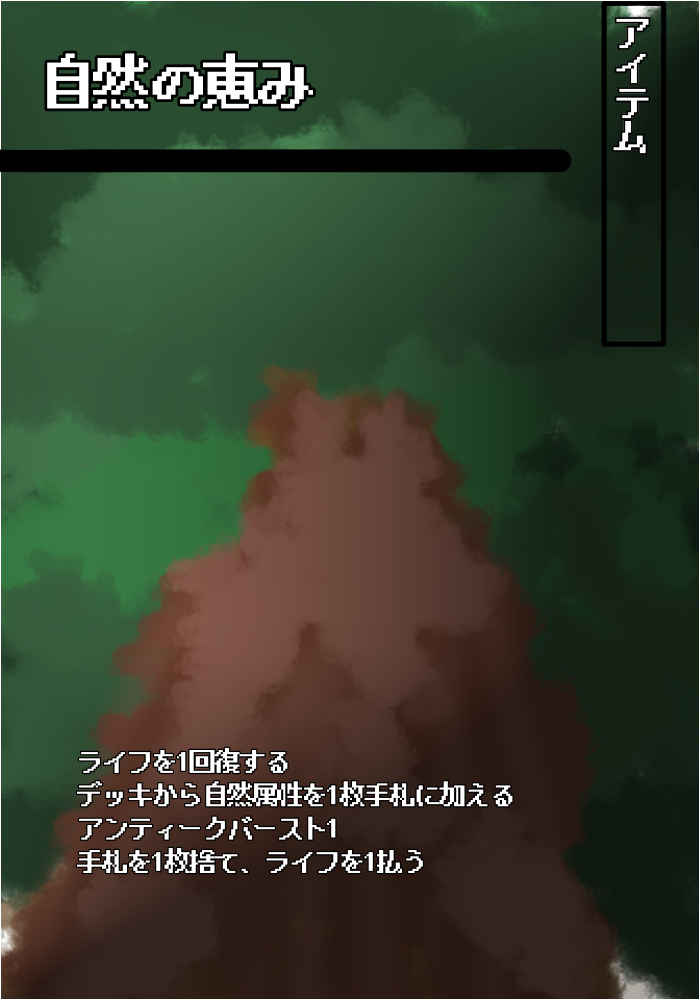 自然の恵み
アイテム
ライフを1回復する
デッキから自然属性を1枚手札に加える
アンティークバースト1
手札を1枚捨て、ライフを1払う